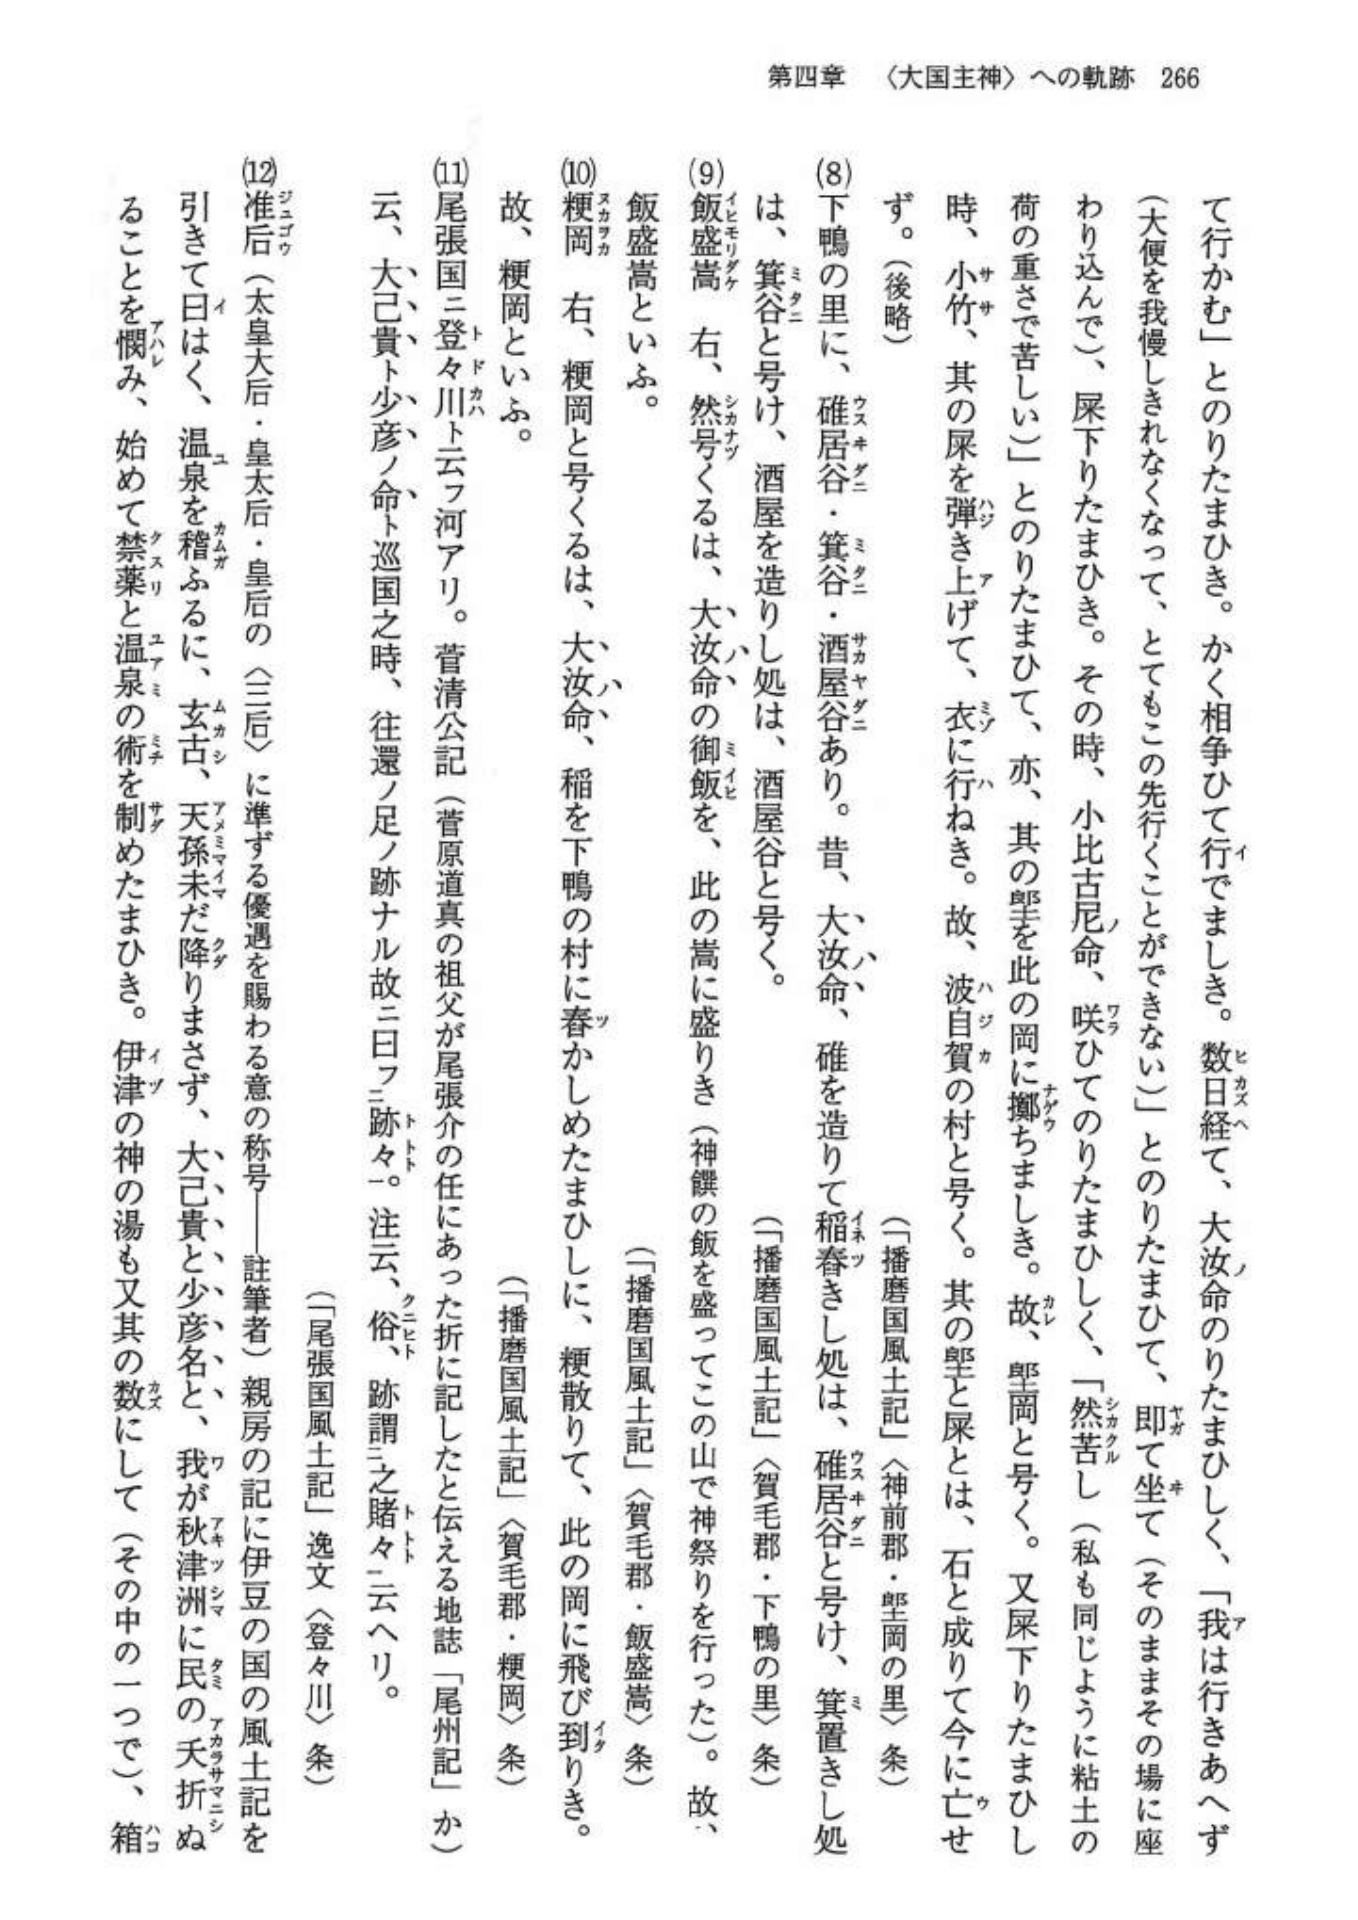 第四章　〈大国主神〉への軌跡　266
て行かむ」とのりたまひき。かく相争ひて行でましき。数日経て、大汝命のりたまひしく、「我は行きあへず
（大便を我慢しきれなくなって、とてもこの先行くことができない）」とのりたまひて、即て坐て（そのままその場に座
わり込んで）、屎下りたまひき。その時、小比古尼命、咲ひてのりたまひしく、「然苦し（私も同じように粘土の
荷の重さで苦しい）」とのりたまひて、亦、其の堲を此の岡に擲ちましき。故、堲岡と号く。又屎下りたまひし
時、小竹、其の屎を弾き上げて、衣に行ねき。故、波自賀の村と号く。其の堲と屎とは、石と成りて今に亡せ
ず。（後略）　（「播磨国風土記」〈神前郡・堲岡の里〉条）
⑻下鴨の里に、碓居谷・箕谷・酒屋谷あり。昔、大汝命、碓を造りて稲舂きし処は、碓居谷と号け、箕置きし処
は、箕谷と号け、酒屋を造りし処は、酒屋谷と号く。　（「播磨国風土記」〈賀毛郡・下鴨の里〉条）
⑼飯盛嵩　右、然号くるは、大汝命の御飯を、此の嵩に盛りき（神饌の飯を盛ってこの山で神祭りを行った）。故、
飯盛嵩といふ。　（「播磨国風土記」〈賀毛郡・飯盛嵩〉条）
⑽粳岡　右、粳岡と号くるは、大汝命、稲を下鴨の村に舂かしめたまひしに、粳散りて、此の岡に飛び到りき。
故、粳岡といふ。　（「播磨国風土記」〈賀毛郡・粳岡〉条）
⑾尾張国ニ登々川ト云フ河アリ。菅清公記（菅原道真の祖父が尾張介の任にあった折に記したと伝える地誌「尾州記」か）
云、大己貴ト少彦ノ命ト巡国之時、往還ノ足ノ跡ナル故ニ曰フ㆓跡々㆒。注云、俗、跡謂㆓之賭々㆒云ヘリ。
（「尾張国風土記」逸文〈登々川〉条）
⑿准后（太皇大后・皇太后・皇后の〈三后〉に準ずる優遇を賜わる意の称号――註筆者）親房の記に伊豆の国の風土記を
引きて曰はく、温泉を稽ふるに、玄古、天孫未だ降りまさず、大己貴と少彦名と、我が秋津洲に民の夭折ぬ
ることを憫み、始めて禁薬と温泉の術を制めたまひき。伊津の神の湯も又其の数にして（その中の一つで）、箱